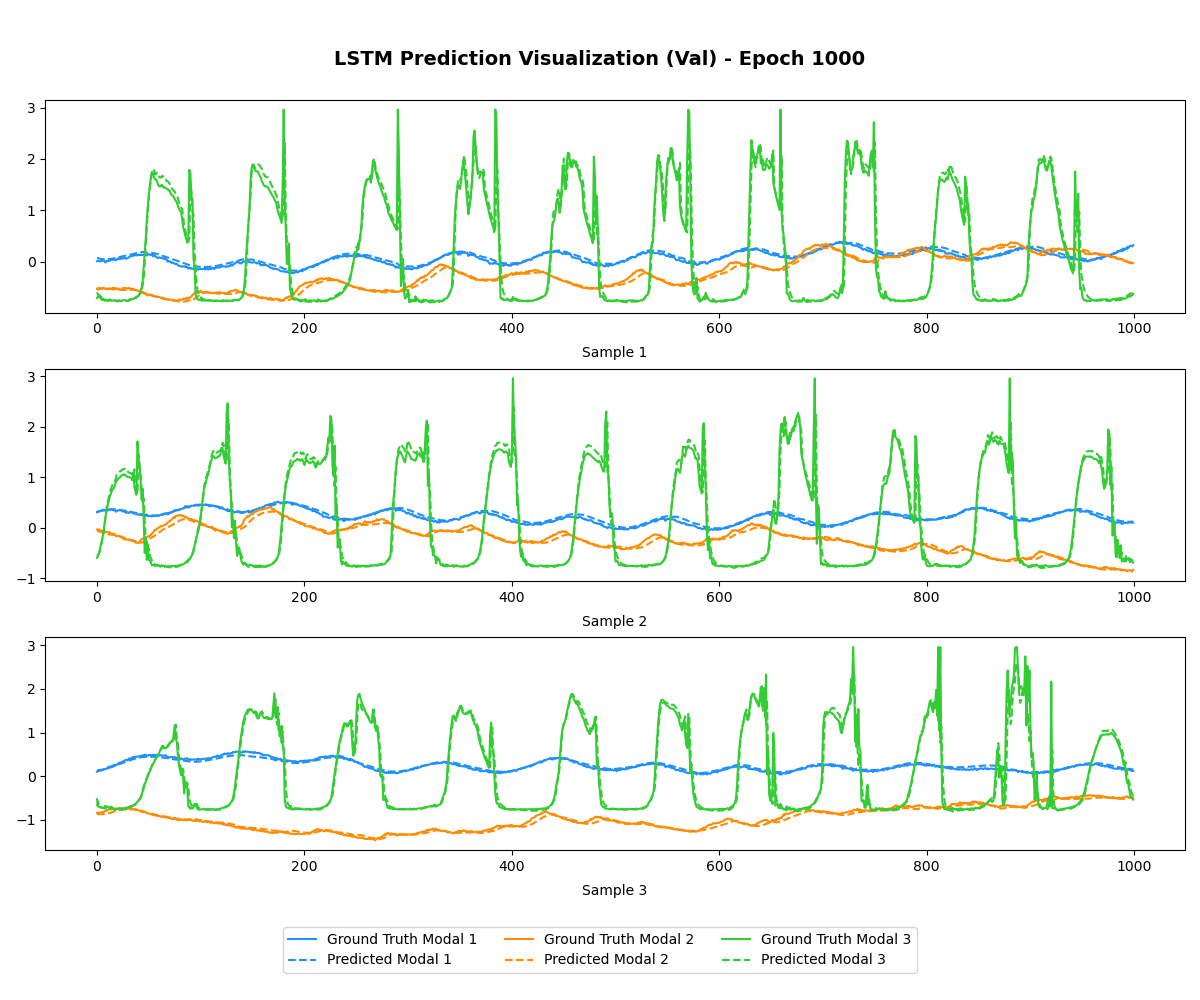 LSTM Prediction Visualization (Val) - Epoch 1000
3
2
1
0
0 200 400 600 800 1000
Sample 1
3
2
1
0
−1
0 200 400 600 800 1000
Sample 2
3
2
1
0
−1
0 200 400 600 800 1000
Sample 3
Ground Truth Modal 1 Ground Truth Modal 2 Ground Truth Modal 3
Predicted Modal 1 Predicted Modal 2 Predicted Modal 3